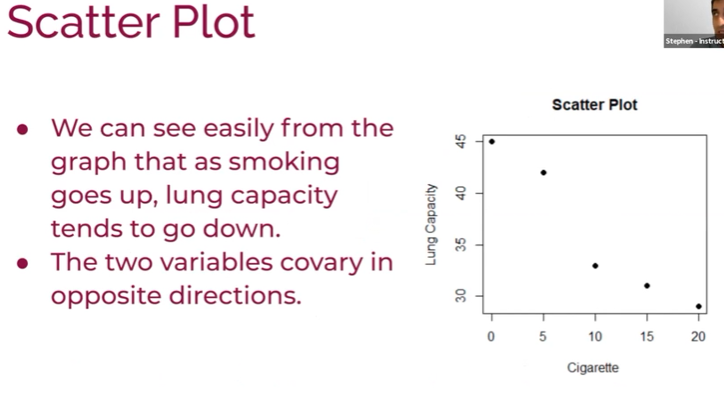 Scatter Plot
Stephen - Instruct
● We can see easily from the
graph that as smoking
goes up, lung capacity
tends to go down.
● The two variables covary in
opposite directions.
Scatter Plot
Lung Capacity
45
40
35
30
0 5 10 15 20
Cigarette